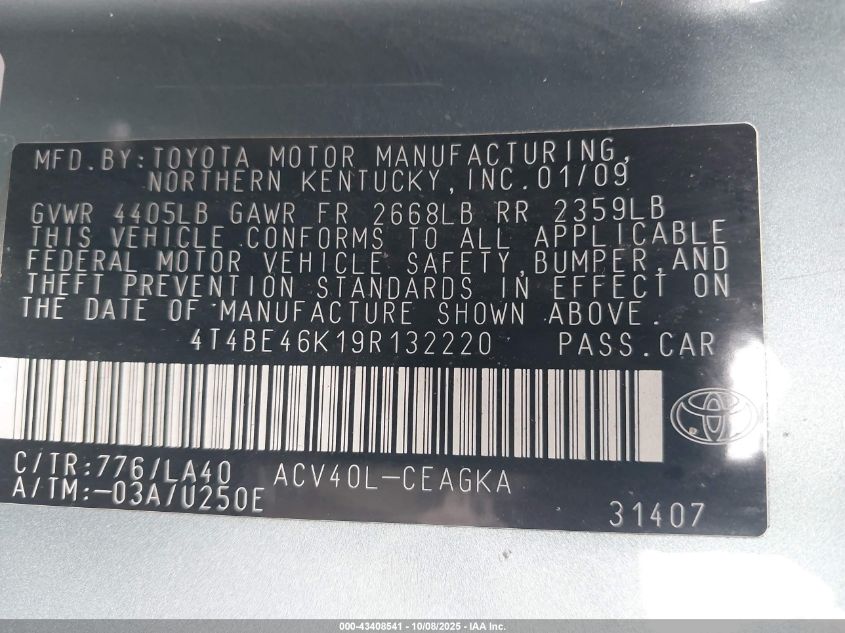 MFD.BY:TOYOTA MOTOR MANUFACTURING,
NORTHERN KENTUCKY,INC.01/09
GVWR 4405LB GAWR FR 2668LB RR 2359LB
THIS VEHICLE CONFORMS TO ALL APPLICABLE
FEDERAL MOTOR VEHICLE SAFETY,BUMPER,AND
THEFT PREVENTION STANDARDS IN EFFECT ON
THE DATE OF MANUFACTURE SHOWN ABOVE.
4T4BE46K19R132220 PASS.CAR
C/TR:776/LA40 ACV40L-CEAGKA
A/TM:-03A/U250E 31407
000-43408541 - 10/08/2025 - IAA Inc.